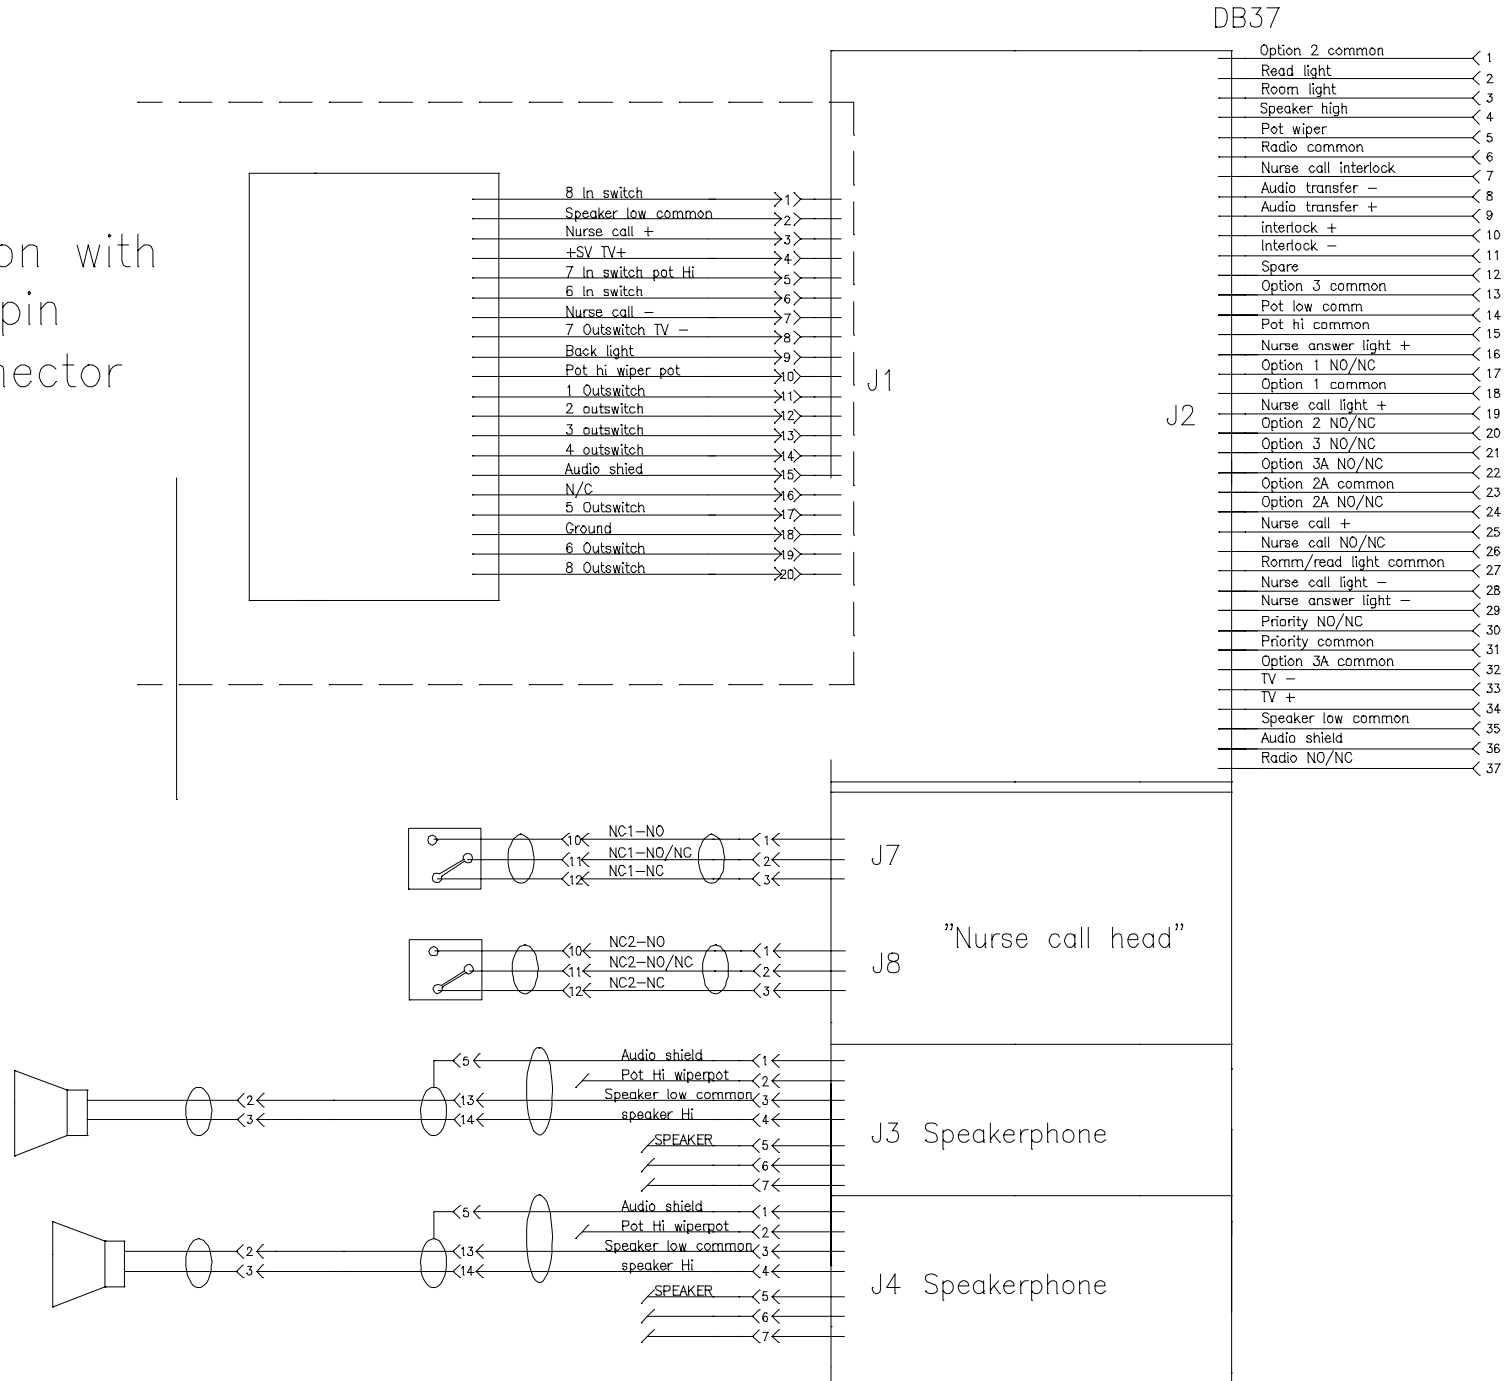 DB37
Option 2 common 1
Read light 2
Room light 3
Speaker high 4
Pot wiper 5
Radio common 6
Nurse call interlock 7
Audio transfer - 8
Audio transfer + 9
interlock + 10
Interlock - 11
Spare 12
Option 3 common 13
Pot low comm 14
Pot hi common 15
Nurse answer light + 16
Option 1 NO/NC 17
Option 1 common 18
Nurse call light + 19
Option 2 NO/NC 20
Option 3 NO/NC 21
Option 3A NO/NC 22
Option 2A common 23
Option 2A NO/NC 24
Nurse call + 25
Nurse call NO/NC 26
Romm/read light common 27
Nurse call light - 28
Nurse answer light - 29
Priority NO/NC 30
Priority common 31
Option 3A common 32
TV - 33
TV + 34
Speaker low common 35
Audio shield 36
Radio NO/NC 37
J2
on with
pin
nector
8 In switch 1
Speaker low common 2
Nurse call + 3
+SV TV+ 4
7 In switch pot Hi 5
6 In switch 6
Nurse call - 7
7 Outswitch TV - 8
Back light 9
Pot hi wiper pot 10
1 Outswitch 11
2 outswitch 12
3 outswitch 13
4 outswitch 14
Audio shied 15
N/C 16
5 Outswitch 17
Ground 18
6 Outswitch 19
8 Outswitch 20
J1
10 NC1-NO 1
11 NC1-NO/NC 2
12 NC1-NC 3
J7
"Nurse call head"
10 NC2-NO 1
11 NC2-NO/NC 2
12 NC2-NC 3
J8
5 Audio shield 1
Pot Hi wiperpot 2
2 13 Speaker low common 3
3 14 speaker Hi 4
SPEAKER 5
6
7
J3 Speakerphone
5 Audio shield 1
Pot Hi wiperpot 2
2 13 Speaker low common 3
3 14 speaker Hi 4
SPEAKER 5
6
7
J4 Speakerphone